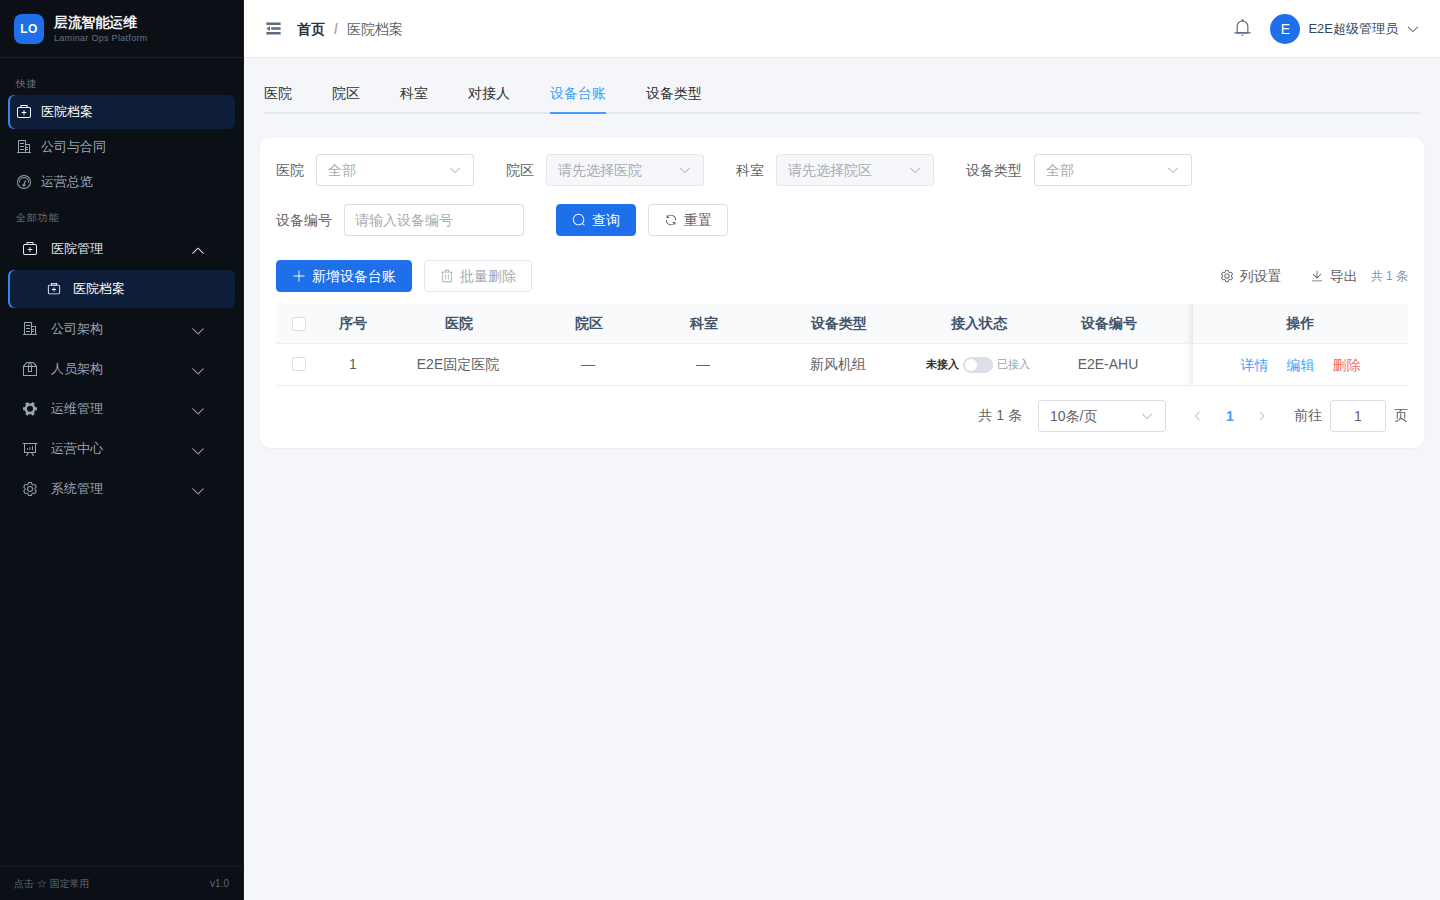 LO 层流智能运维
Laminar Ops Platform
快捷
医院档案
公司与合同
运营总览
全部功能
医院管理
医院档案
公司架构
人员架构
运维管理
运营中心
系统管理
点击 ☆ 固定常用 v1.0
首页 / 医院档案
E E2E超级管理员
医院 院区 科室 对接人 设备台账 设备类型
医院 全部 院区 请先选择医院 科室 请先选择院区 设备类型 全部
设备编号 请输入设备编号 查询 重置
新增设备台账 批量删除 列设置 导出 共 1 条
序号 医院 院区 科室 设备类型 接入状态 设备编号 操作
1 E2E固定医院 — — 新风机组 未接入 已接入 E2E-AHU 详情 编辑 删除
共 1 条 10条/页 1 前往 1 页